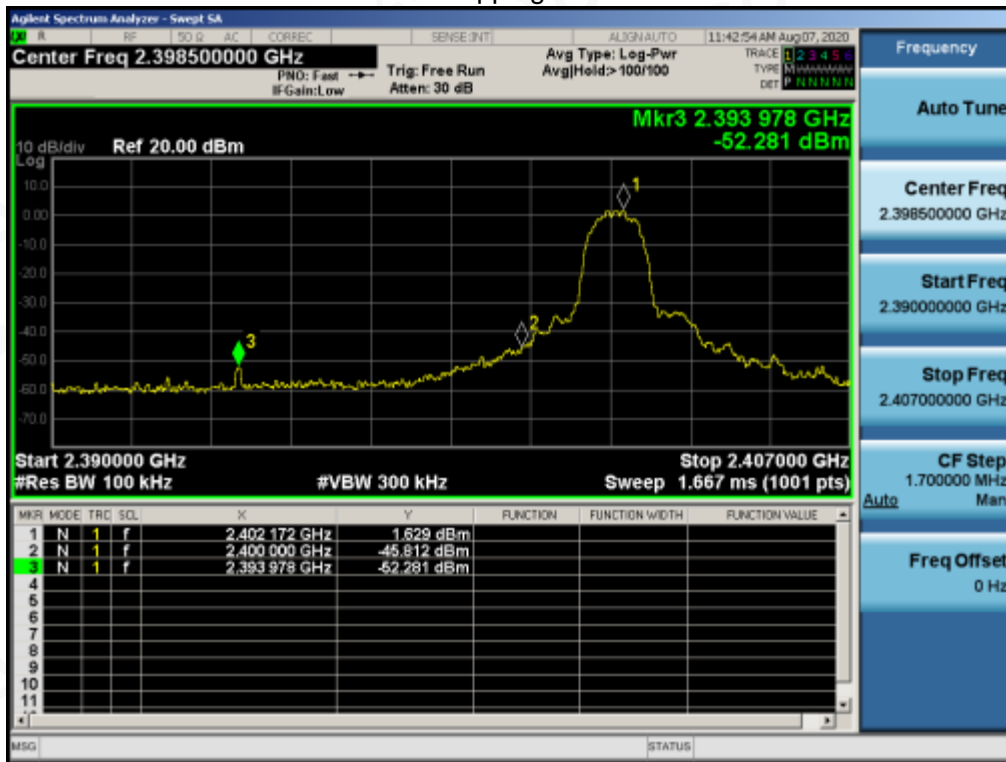 Agilent Spectrum Analyzer - Swept SA
R RF 50 Ω AC CORREC SENSE:INT ALIGNAUTO 11:42:54 AM Aug 07, 2020
Center Freq 2.398500000 GHz
PNO: Fast
IFGain:Low
Trig: Free Run
Atten: 30 dB
Avg Type: Log-Pwr
Avg|Hold:> 100/100
TRACE 1 2 3 4 5 6
TYPE M
DET P N N N N N
Mkr3 2.393 978 GHz
-52.281 dBm
10 dB/div Ref 20.00 dBm
Log
10.0
0.00
-10.0
-20.0
-30.0
-40.0
-50.0
-60.0
-70.0
1
2
3
Start 2.390000 GHz Stop 2.407000 GHz
#Res BW 100 kHz #VBW 300 kHz Sweep 1.667 ms (1001 pts)
MKR MODE TRC SCL X Y FUNCTION FUNCTION WIDTH FUNCTION VALUE
1 N 1 f 2.402 172 GHz 1.629 dBm
2 N 1 f 2.400 000 GHz -45.812 dBm
3 N 1 f 2.393 978 GHz -52.281 dBm
4
5
6
7
8
9
10
11
MSG STATUS
Frequency
Auto Tune
Center Freq
2.398500000 GHz
Start Freq
2.390000000 GHz
Stop Freq
2.407000000 GHz
CF Step
1.700000 MHz
Auto Man
Freq Offset
0 Hz